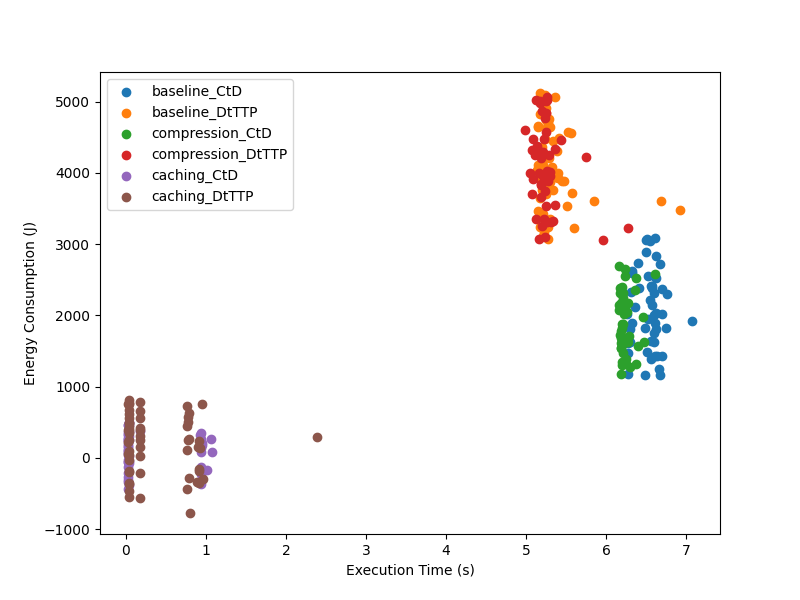 baseline_CtD
baseline_DtTTP
compression_CtD
compression_DtTTP
caching_CtD
caching_DtTTP
5000
4000
3000
2000
1000
0
−1000
Energy Consumption (J)
0 1 2 3 4 5 6 7
Execution Time (s)